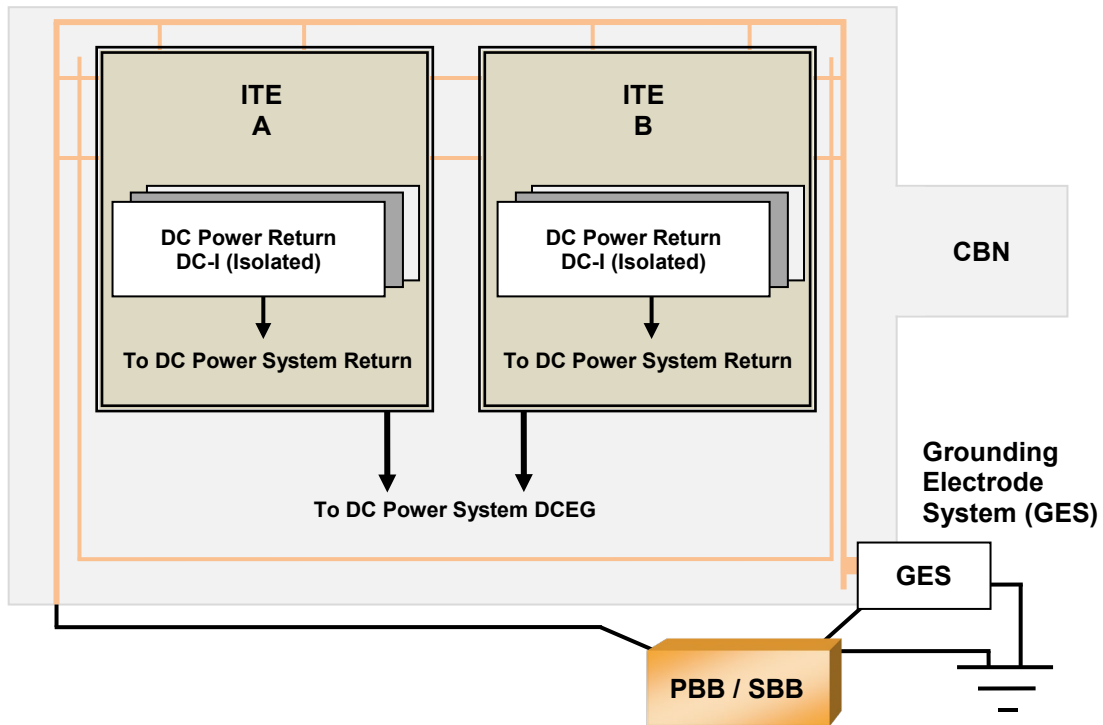 ITE
A
ITE
B
DC Power Return
DC-I (Isolated)
DC Power Return
DC-I (Isolated)
CBN
To DC Power System Return
To DC Power System Return
Grounding
Electrode
System (GES)
To DC Power System DCEG
GES
PBB / SBB